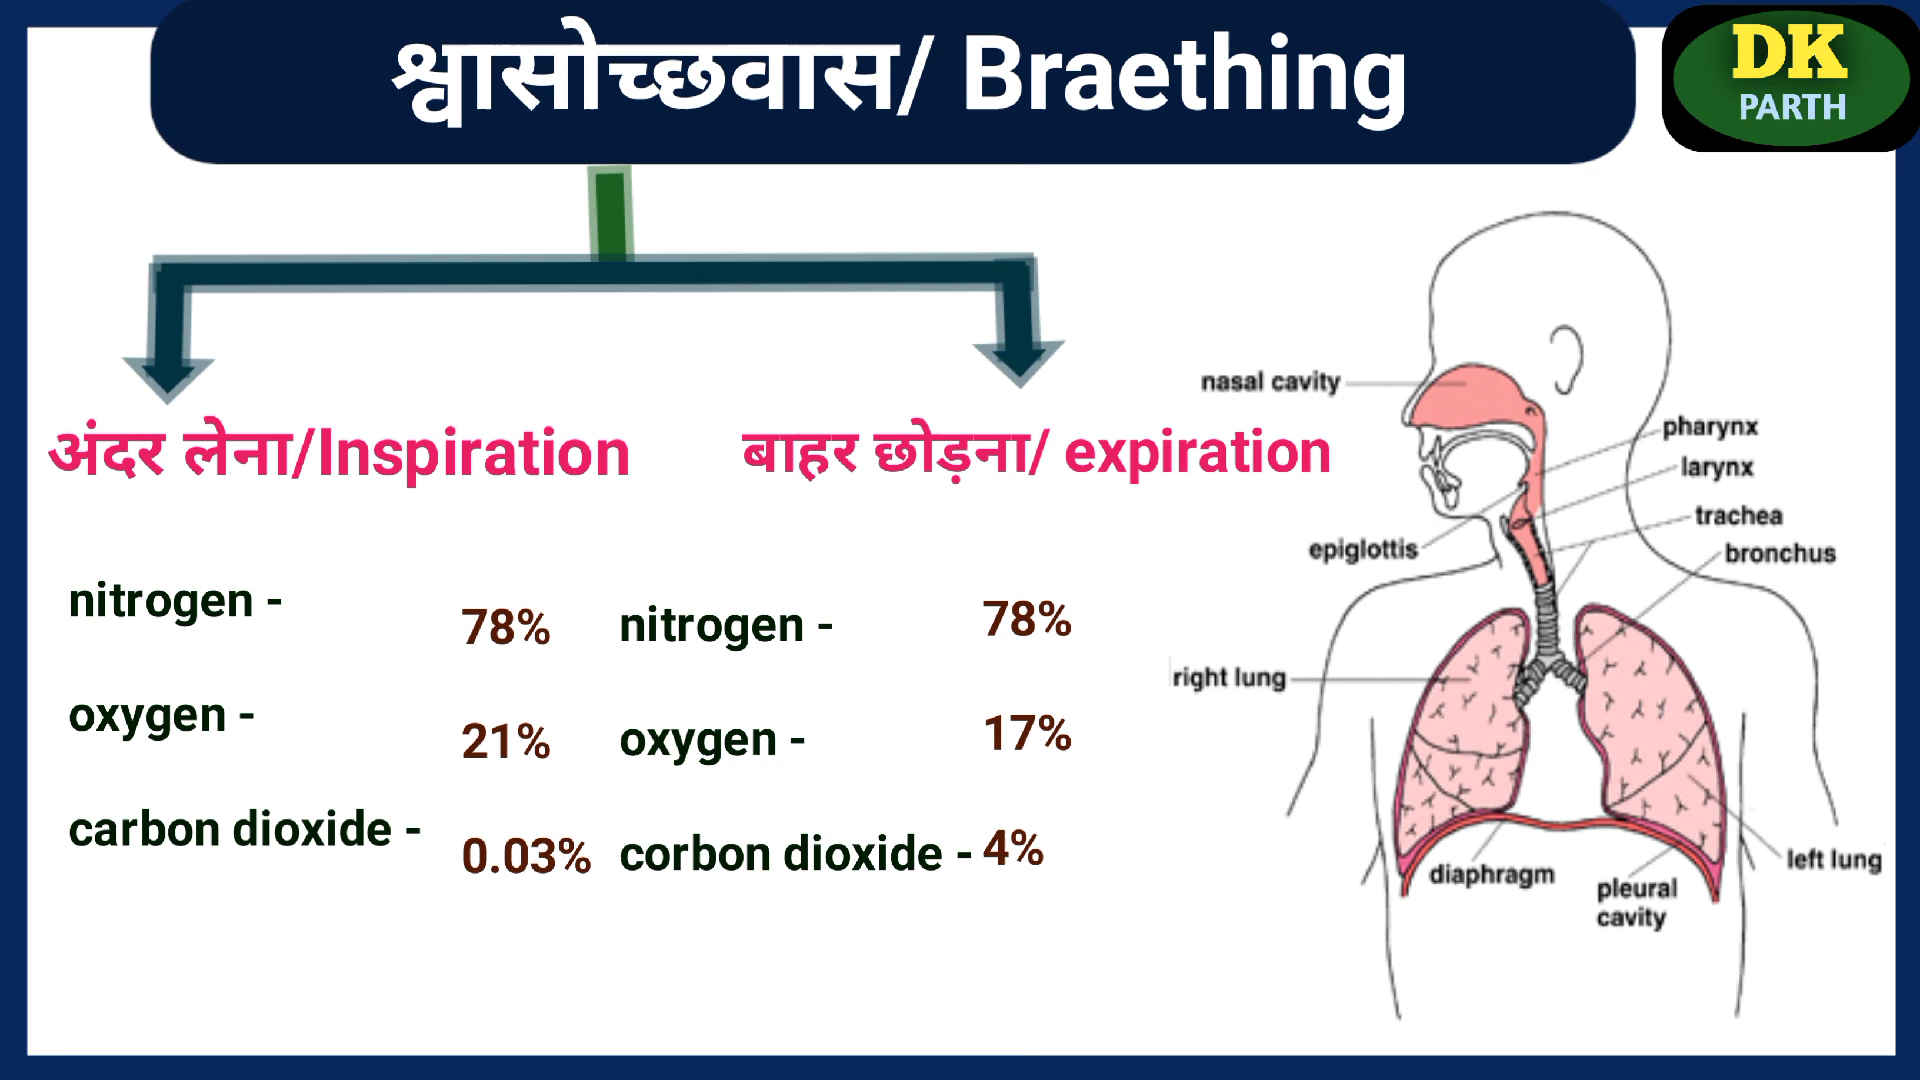 श्वासोच्छवास/ Braething
DK
PARTH
अंदर लेना/Inspiration
nitrogen - 78%
oxygen - 21%
carbon dioxide - 0.03%
बाहर छोड़ना/ expiration
nitrogen - 78%
oxygen - 17%
corbon dioxide - 4%
nasal cavity
pharynx
larynx
trachea
epiglottis
bronchus
right lung
left lung
diaphragm
pleural
cavity